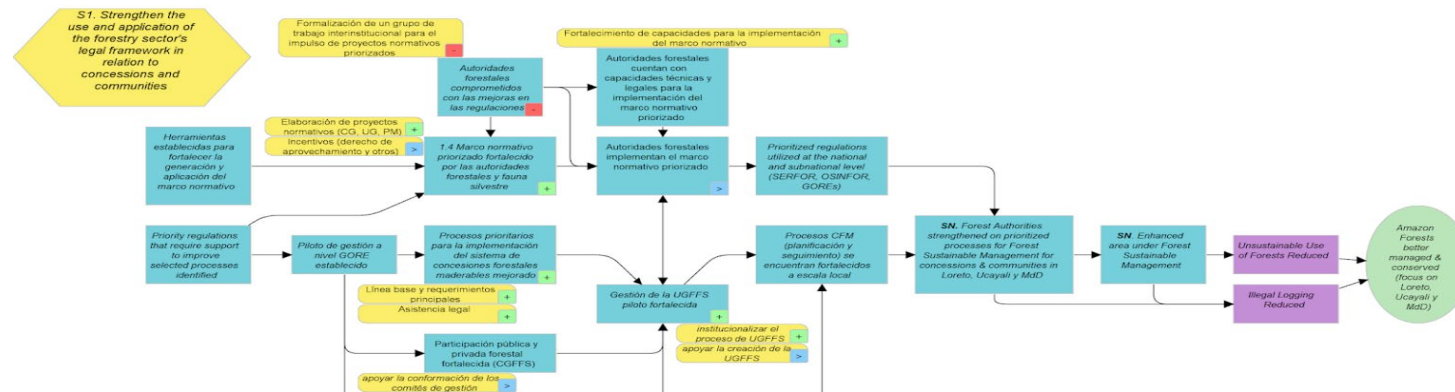 S1. Strengthen the
use and application of
the forestry sector's
legal framework in
relation to
concessions and
communities
Formalización de un grupo de
trabajo interinstitucional para el
impulso de proyectos normativos
priorizados
-
Fortalecimiento de capacidades para la implementación
del marco normativo
+
Autoridades
forestales
comprometidos
con las mejoras en
las regulaciones
-
Autoridades forestales
cuentan con
capacidades técnicas y
legales para la
implementación del
marco normativo
priorizado
Herramientas
establecidas para
fortalecer la
generación y
aplicación del
marco normativo
Elaboración de proyectos
normativos (CG, UG, PM)
+
Incentivos (derecho de
aprovechamiento y otros)
>
1.4 Marco normativo
priorizado fortalecido
por las autoridades
forestales y fauna
silvestre
+
Autoridades forestales
implementan el marco
normativo priorizado
>
Prioritized regulations
utilized at the national
and subnational level
(SERFOR, OSINFOR,
GOREs)
Priority regulations
that require support
to improve
selected processes
identified
Piloto de gestión a
nivel GORE
establecido
Procesos prioritarios
para la implementación
del sistema de
concesiones forestales
maderables mejorado
+
Línea base y requerimientos
principales
+
Asistencia legal
+
Gestión de la UGFFS
piloto fortalecida
+
institucionalizar el
proceso de UGFFS
+
apoyar la creación de la
UGFFS
>
Participación pública y
privada forestal
fortalecida (CGFFS)
apoyar la conformación de los
comités de gestión
>
Procesos CFM
(planificación y
seguimiento) se
encuentran fortalecidos
a escala local
SN. Forest Authorities
strengthened on prioritized
processes for Forest
Sustainable Management for
concessions & communities in
Loreto, Ucayali y MdD
SN. Enhanced
area under Forest
Sustainable
Management
Unsustainable Use
of Forests Reduced
Illegal Logging
Reduced
Amazon
Forests
bettor
managed &
conserved
(focus on
Loreto,
Ucayali y
MdD)